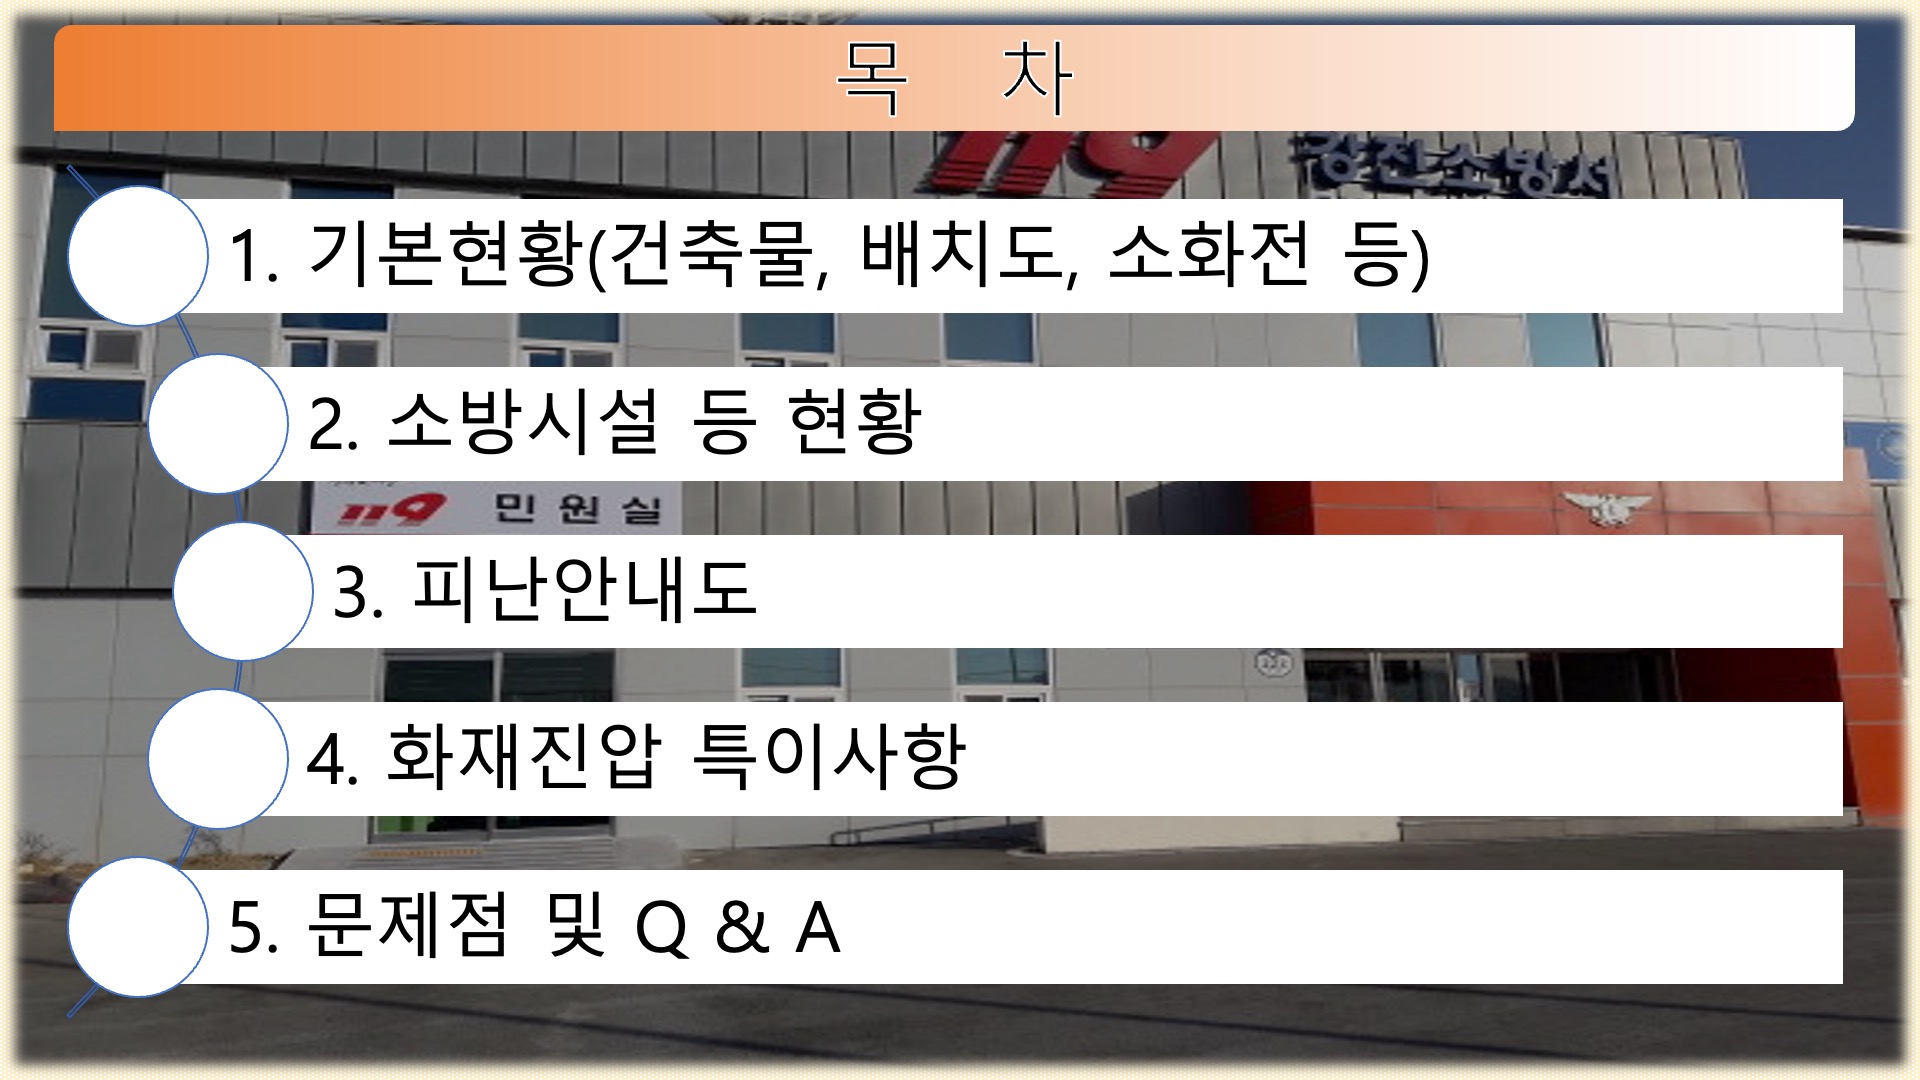 목 차
119 강진소방서
1. 기본현황(건축물, 배치도, 소화전 등)
2. 소방시설 등 현황
119 민원실
3. 피난안내도
4. 화재진압 특이사항
5. 문제점 및 Q & A